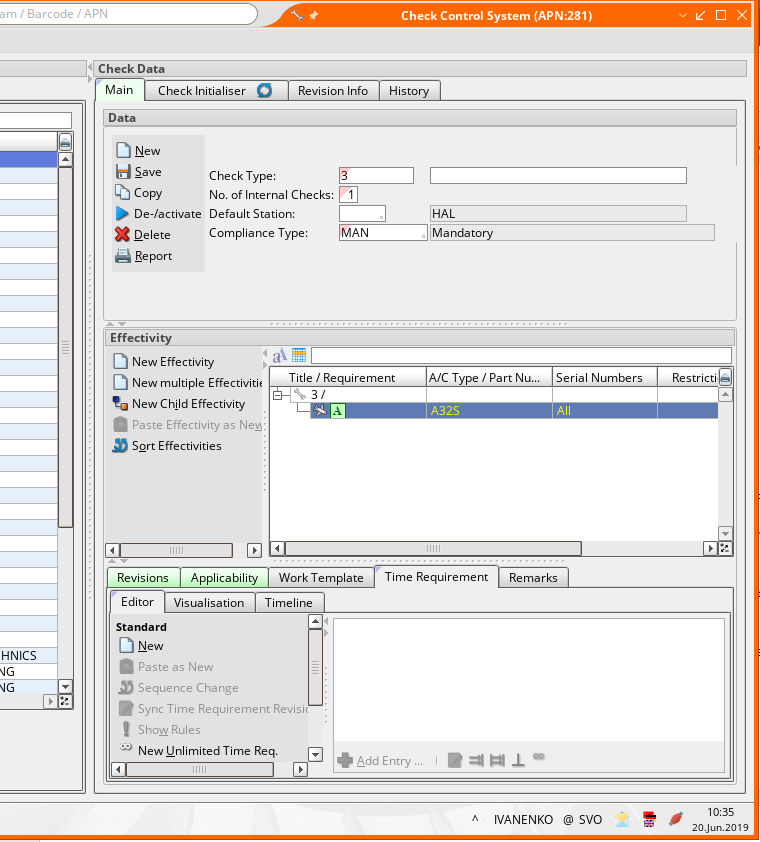 am / Barcode / APN
Check Control System (APN:281)
Check Data
Main
Check Initialiser
Revision Info
History
Data
New
Save
Copy
De-/activate
Delete
Report
Check Type:
3
No. of Internal Checks:
1
Default Station:
HAL
Compliance Type:
MAN
Mandatory
Effectivity
New Effectivity
New multiple Effectivitie
New Child Effectivity
Paste Effectivity as New
Sort Effectivities
aA
Title / Requirement
A/C Type / Part Nu...
Serial Numbers
Restricti
3 /
A
A32S
All
Revisions
Applicability
Work Template
Time Requirement
Remarks
Editor
Visualisation
Timeline
Standard
New
Paste as New
Sequence Change
Sync Time Requirement Revisio
Show Rules
New Unlimited Time Req.
Add Entry ...
HNICS
NG
NG
^ IVANENKO @ SVO
10:35
20.Jun.2019